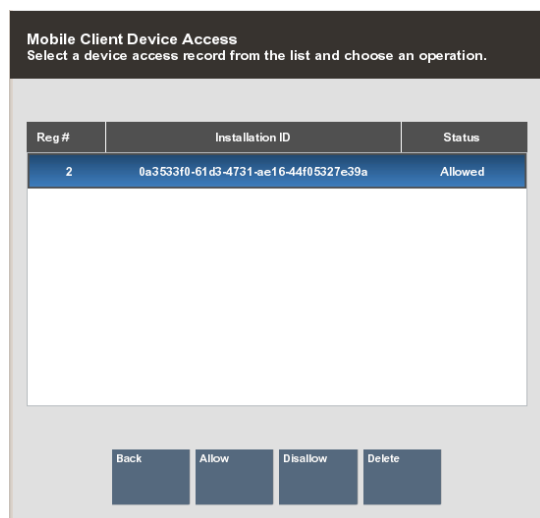 Mobile Client Device Access
Select a device access record from the list and choose an operation.
Reg # Installation ID Status
2 0a3533f0-61d3-4731-ae16-44f05327e39a Allowed
Back Allow Disallow Delete